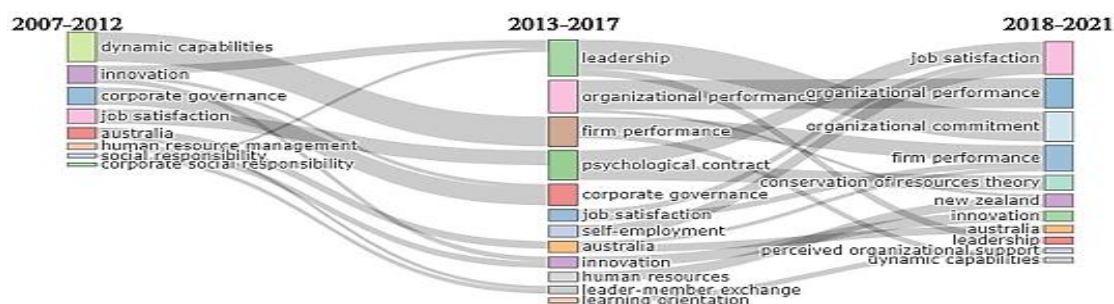 2007-2012
dynamic capabilities
innovation
corporate governance
job satisfaction
australia
human resource management
social responsibility
corporate social responsibility
2013-2017
leadership
organizational performance
firm performance
psychological contract
corporate governance
job satisfaction
self-employment
australia
innovation
human resources
leader-member exchange
learning orientation
2018-2021
job satisfaction
organizational performance
organizational commitment
firm performance
conservation of resources theory
new zealand
innovation
australia
leadership
perceived organizational support
dynamic capabilities